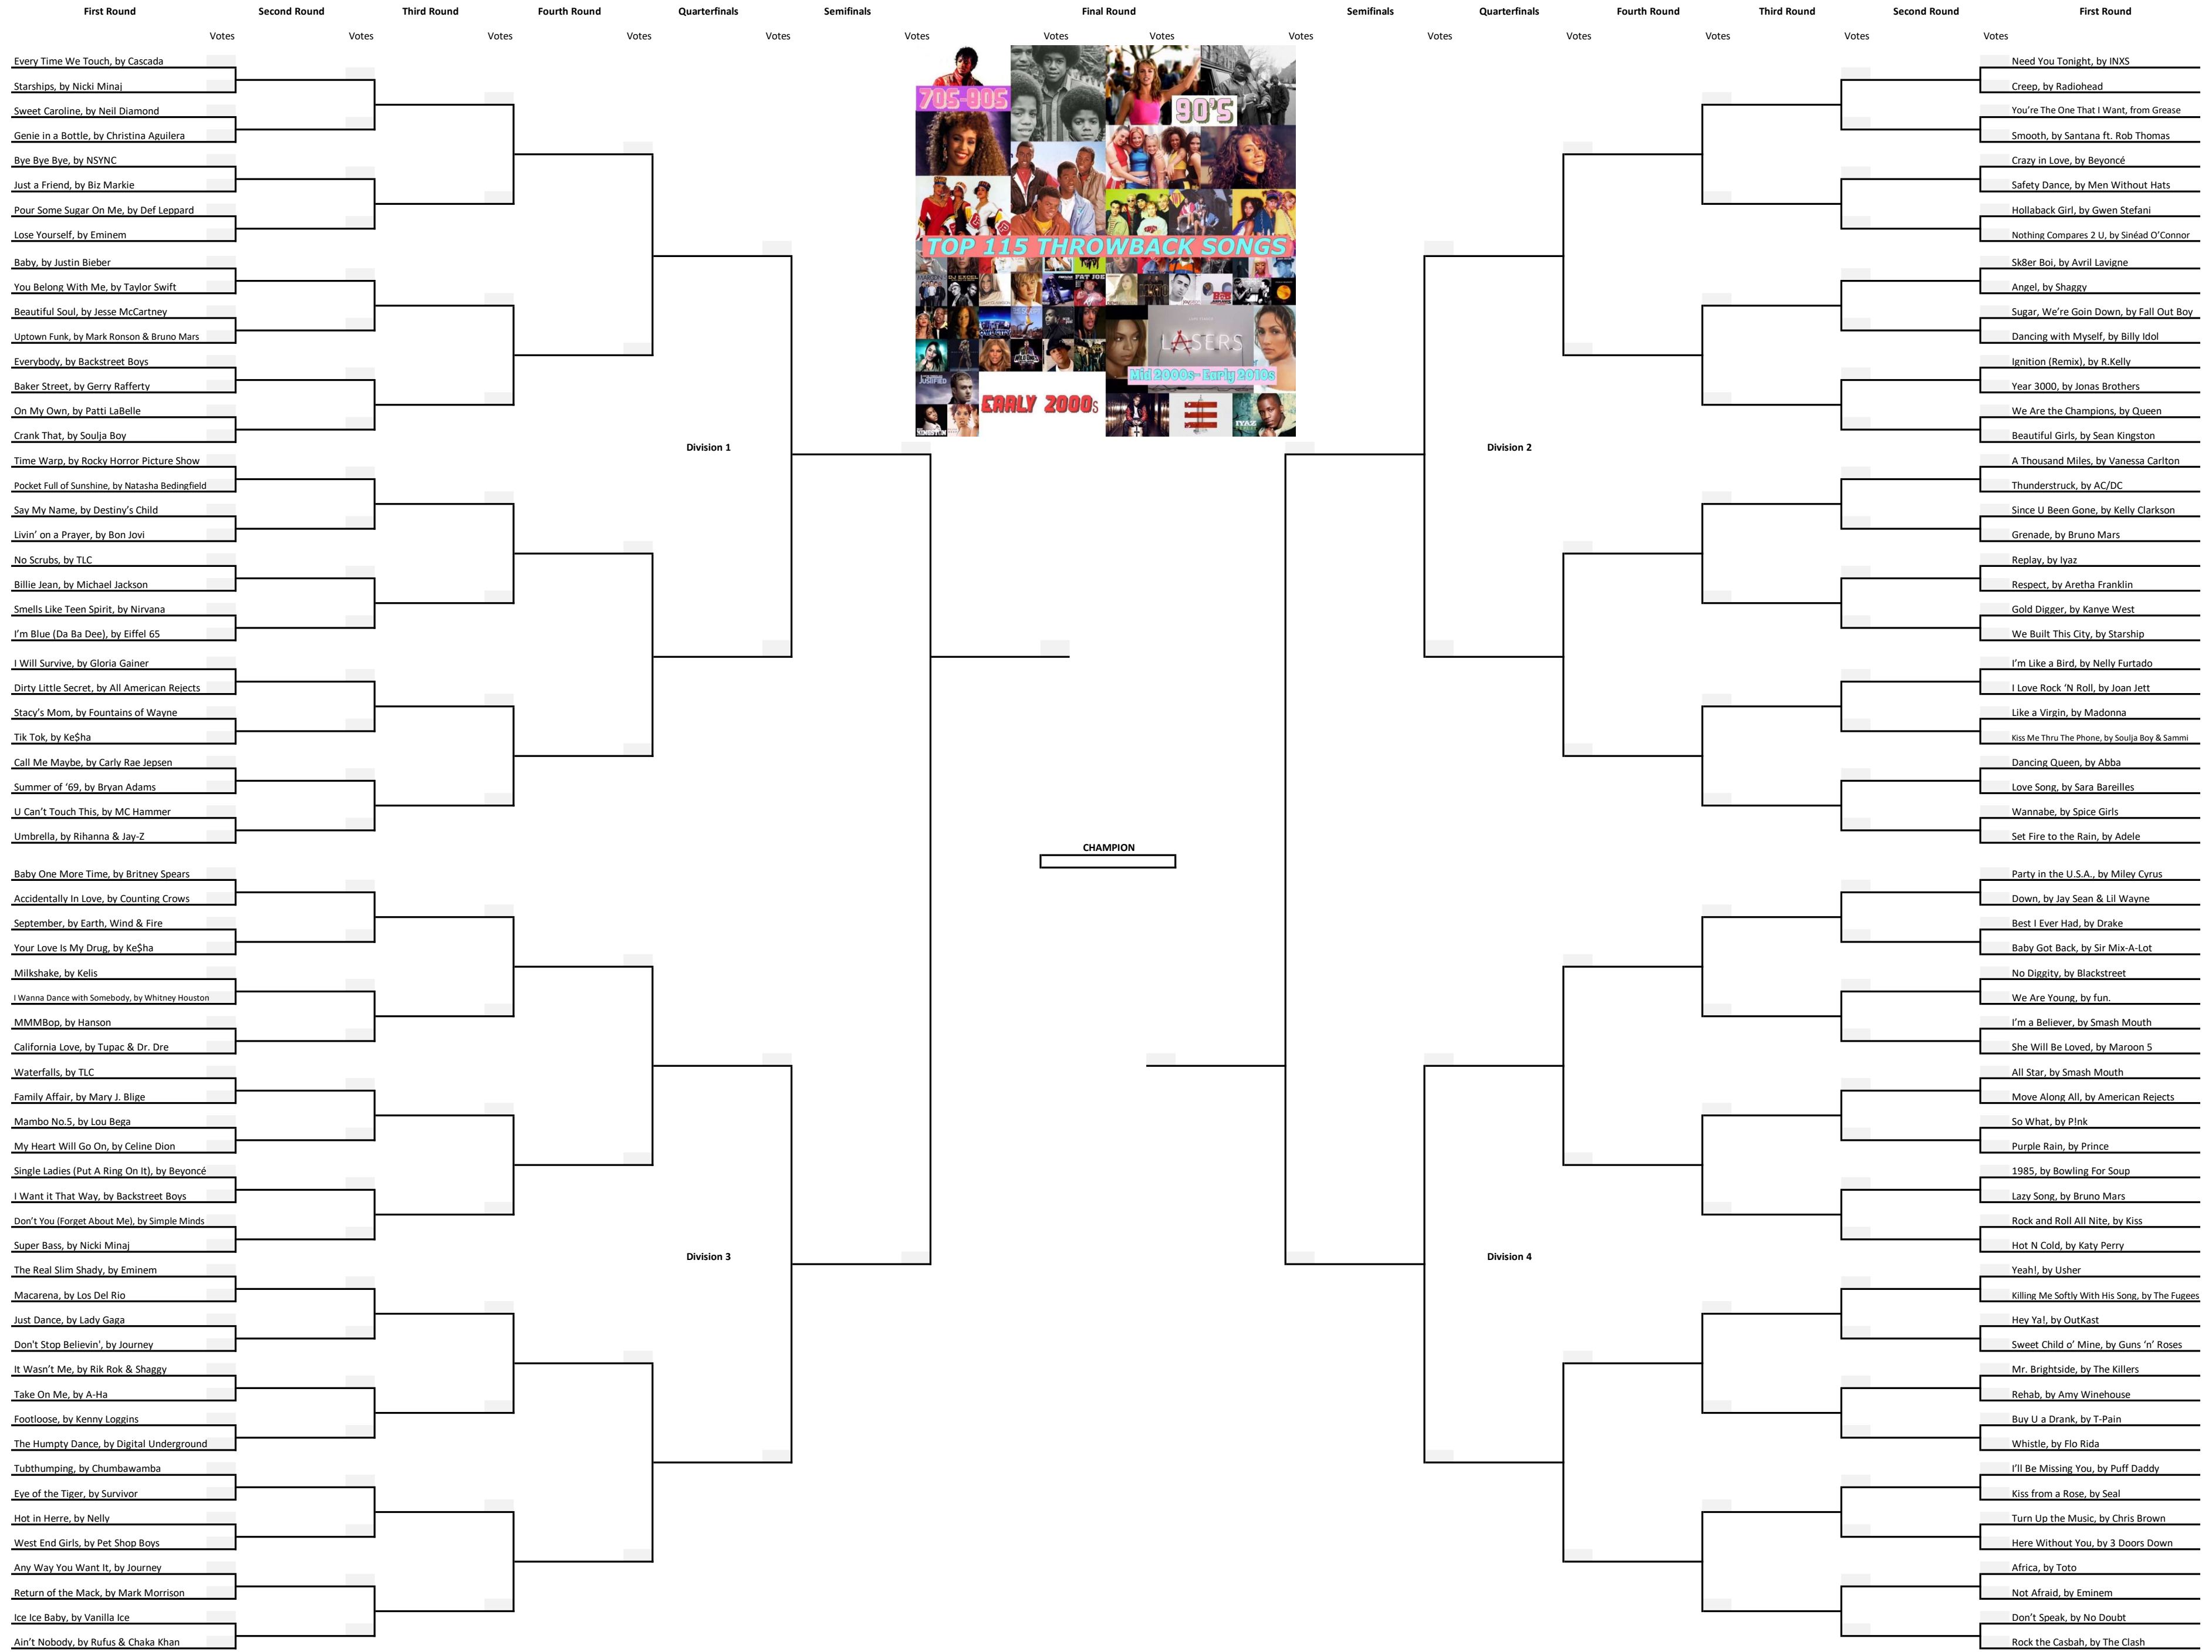 First Round
Second Round
Third Round
Fourth Round
Quarterfinals
Semifinals
Final Round
Semifinals
Quarterfinals
Fourth Round
Third Round
Second Round
First Round
Votes
Votes
Votes
Votes
Votes
Votes
Votes
Votes
Votes
Votes
Votes
Votes
Votes
Votes
Every Time We Touch, by Cascada
Starships, by Nicki Minaj
Sweet Caroline, by Neil Diamond
Genie in a Bottle, by Christina Aguilera
Bye Bye Bye, by NSYNC
Just a Friend, by Biz Markie
Pour Some Sugar On Me, by Def Leppard
Lose Yourself, by Eminem
Baby, by Justin Bieber
You Belong With Me, by Taylor Swift
Beautiful Soul, by Jesse McCartney
Uptown Funk, by Mark Ronson & Bruno Mars
Everybody, by Backstreet Boys
Baker Street, by Gerry Rafferty
On My Own, by Patti LaBelle
Crank That, by Soulja Boy
Division 1
Time Warp, by Rocky Horror Picture Show
Pocket Full of Sunshine, by Natasha Bedingfield
Say My Name, by Destiny’s Child
Livin’ on a Prayer, by Bon Jovi
No Scrubs, by TLC
Billie Jean, by Michael Jackson
Smells Like Teen Spirit, by Nirvana
I’m Blue (Da Ba Dee), by Eiffel 65
I Will Survive, by Gloria Gainer
Dirty Little Secret, by All American Rejects
Stacy’s Mom, by Fountains of Wayne
Tik Tok, by Ke$ha
Call Me Maybe, by Carly Rae Jepsen
Summer of ‘69, by Bryan Adams
U Can’t Touch This, by MC Hammer
Umbrella, by Rihanna & Jay-Z
Baby One More Time, by Britney Spears
Accidentally In Love, by Counting Crows
September, by Earth, Wind & Fire
Your Love Is My Drug, by Ke$ha
Milkshake, by Kelis
I Wanna Dance with Somebody, by Whitney Houston
MMMBop, by Hanson
California Love, by Tupac & Dr. Dre
Waterfalls, by TLC
Family Affair, by Mary J. Blige
Mambo No.5, by Lou Bega
My Heart Will Go On, by Celine Dion
Single Ladies (Put A Ring On It), by Beyoncé
I Want it That Way, by Backstreet Boys
Don’t You (Forget About Me), by Simple Minds
Super Bass, by Nicki Minaj
Division 3
The Real Slim Shady, by Eminem
Macarena, by Los Del Rio
Just Dance, by Lady Gaga
Don't Stop Believin', by Journey
It Wasn’t Me, by Rik Rok & Shaggy
Take On Me, by A-Ha
Footloose, by Kenny Loggins
The Humpty Dance, by Digital Underground
Tubthumping, by Chumbawamba
Eye of the Tiger, by Survivor
Hot in Herre, by Nelly
West End Girls, by Pet Shop Boys
Any Way You Want It, by Journey
Return of the Mack, by Mark Morrison
Ice Ice Baby, by Vanilla Ice
Ain’t Nobody, by Rufus & Chaka Khan
70S-80S
90'S
TOP 115 THROWBACK SONGS
FAT JOE
LASERS
JUSTIFIED
Mid 2000s-Early 2010s
EARLY 2000s
KINGSTON
IYAZ
CHAMPION
Need You Tonight, by INXS
Creep, by Radiohead
You’re The One That I Want, from Grease
Smooth, by Santana ft. Rob Thomas
Crazy in Love, by Beyoncé
Safety Dance, by Men Without Hats
Hollaback Girl, by Gwen Stefani
Nothing Compares 2 U, by Sinéad O’Connor
Sk8er Boi, by Avril Lavigne
Angel, by Shaggy
Sugar, We’re Goin Down, by Fall Out Boy
Dancing with Myself, by Billy Idol
Ignition (Remix), by R.Kelly
Year 3000, by Jonas Brothers
We Are the Champions, by Queen
Beautiful Girls, by Sean Kingston
Division 2
A Thousand Miles, by Vanessa Carlton
Thunderstruck, by AC/DC
Since U Been Gone, by Kelly Clarkson
Grenade, by Bruno Mars
Replay, by Iyaz
Respect, by Aretha Franklin
Gold Digger, by Kanye West
We Built This City, by Starship
I’m Like a Bird, by Nelly Furtado
I Love Rock ‘N Roll, by Joan Jett
Like a Virgin, by Madonna
Kiss Me Thru The Phone, by Soulja Boy & Sammi
Dancing Queen, by Abba
Love Song, by Sara Bareilles
Wannabe, by Spice Girls
Set Fire to the Rain, by Adele
Party in the U.S.A., by Miley Cyrus
Down, by Jay Sean & Lil Wayne
Best I Ever Had, by Drake
Baby Got Back, by Sir Mix-A-Lot
No Diggity, by Blackstreet
We Are Young, by fun.
I’m a Believer, by Smash Mouth
She Will Be Loved, by Maroon 5
All Star, by Smash Mouth
Move Along All, by American Rejects
So What, by P!nk
Purple Rain, by Prince
1985, by Bowling For Soup
Lazy Song, by Bruno Mars
Rock and Roll All Nite, by Kiss
Hot N Cold, by Katy Perry
Division 4
Yeah!, by Usher
Killing Me Softly With His Song, by The Fugees
Hey Ya!, by OutKast
Sweet Child o’ Mine, by Guns ‘n’ Roses
Mr. Brightside, by The Killers
Rehab, by Amy Winehouse
Buy U a Drank, by T-Pain
Whistle, by Flo Rida
I’ll Be Missing You, by Puff Daddy
Kiss from a Rose, by Seal
Turn Up the Music, by Chris Brown
Here Without You, by 3 Doors Down
Africa, by Toto
Not Afraid, by Eminem
Don’t Speak, by No Doubt
Rock the Casbah, by The Clash